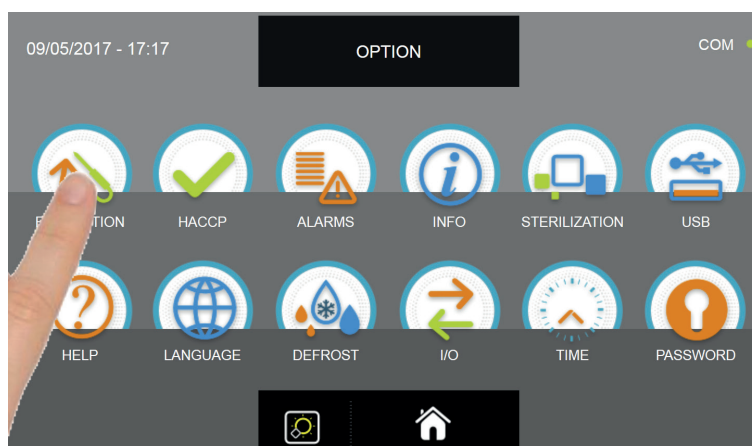 09/05/2017 - 17:17
OPTION
COM
HACCP
ALARMS
INFO
STERILIZATION
USB
HELP
LANGUAGE
DEFROST
I/O
TIME
PASSWORD